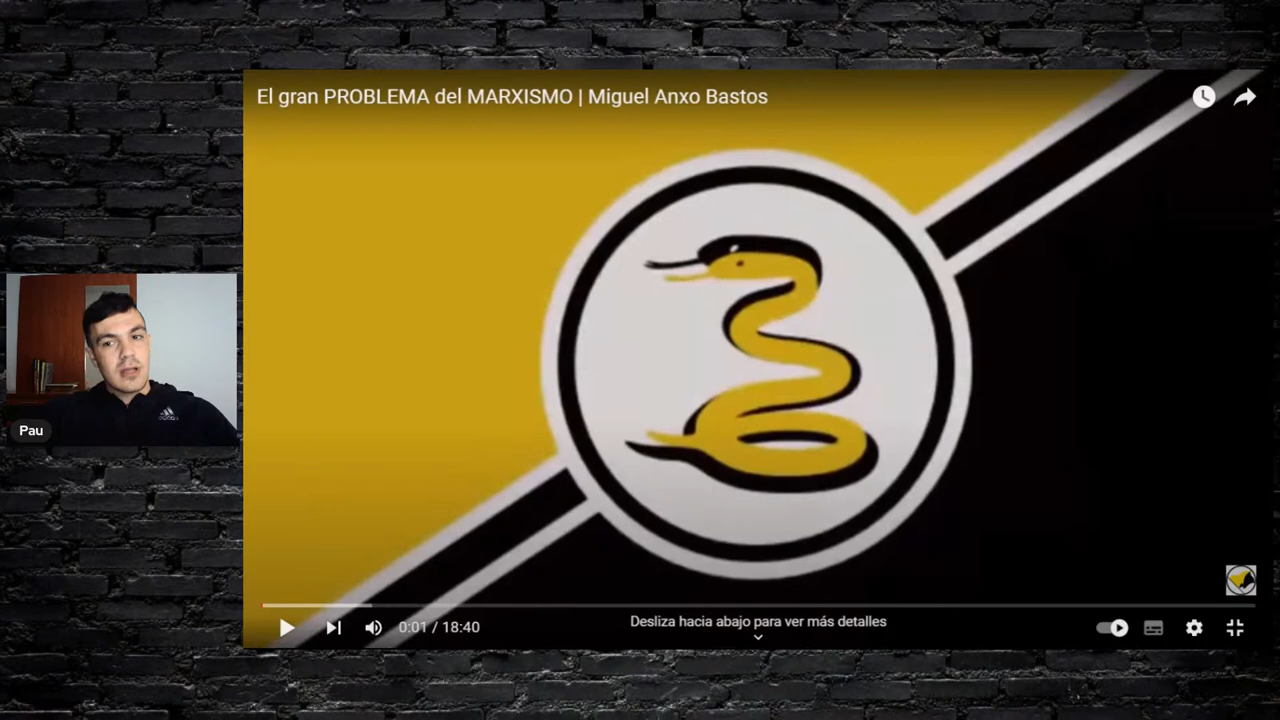 El gran PROBLEMA del MARXISMO | Miguel Anxo Bastos
Pau
Desliza hacia abajo para ver más detalles
0:01 / 18:40